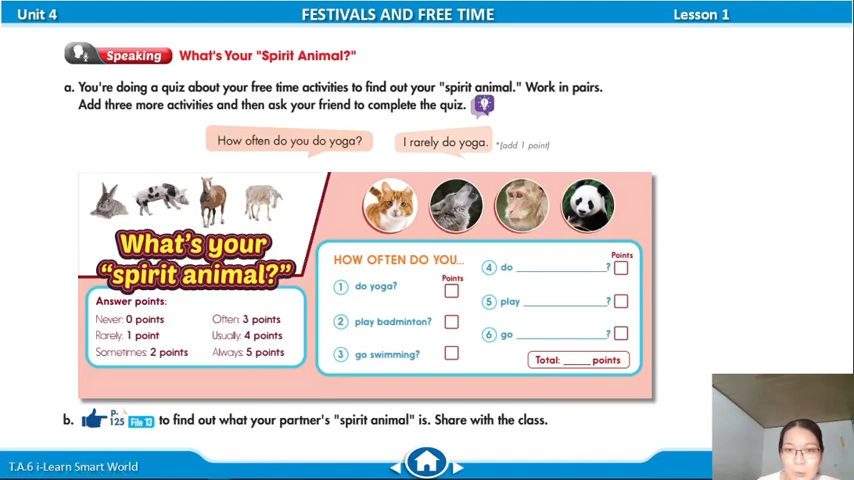 Unit 4
FESTIVALS AND FREE TIME
Lesson 1
Speaking
What's Your "Spirit Animal?"
a. You're doing a quiz about your free time activities to find out your "spirit animal." Work in pairs.
Add three more activities and then ask your friend to complete the quiz.
How often do you do yoga?
I rarely do yoga.
*(add 1 point)
What's your
"spirit animal?"
Answer points:
Never: 0 points
Rarely: 1 point
Sometimes: 2 points
Often: 3 points
Usually: 4 points
Always: 5 points
HOW OFTEN DO YOU...
Points
1 do yoga?
2 play badminton?
3 go swimming?
Points
4 do ____________?
5 play ____________?
6 go ____________?
Total: ____ points
b. p. 125 File 13 to find out what your partner's "spirit animal" is. Share with the class.
T.A.6 i-Learn Smart World